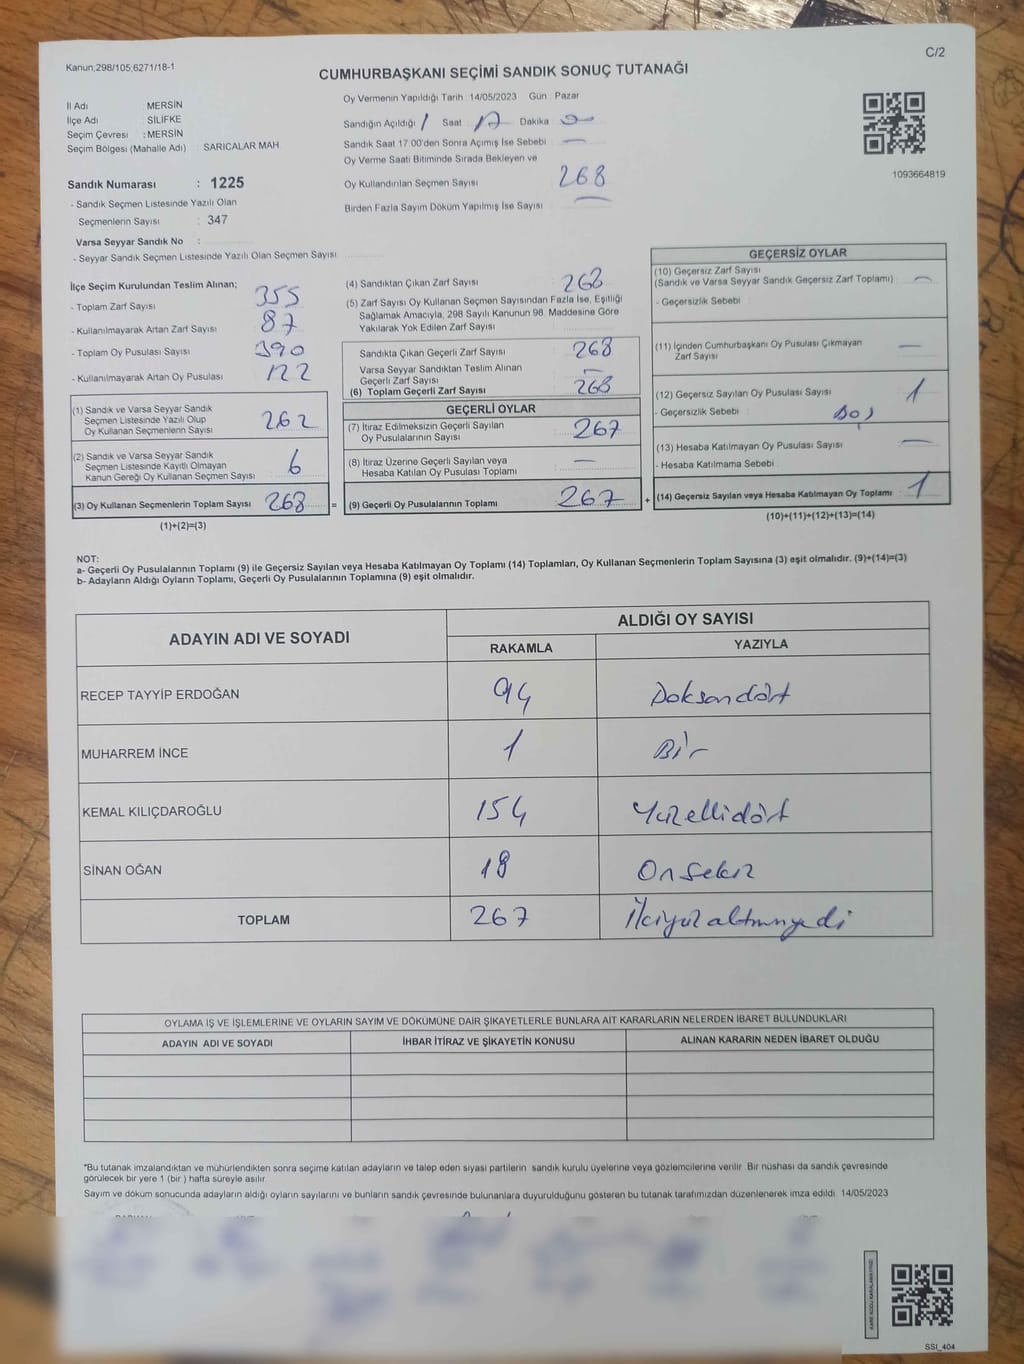 Kanun,298/105,6271/18-1
C/2
CUMHURBAŞKANI SEÇİMİ SANDIK SONUÇ TUTANAĞI
İl Adı : MERSİN
İlçe Adı : SİLİFKE
Seçim Çevresi : MERSİN
Seçim Bölgesi (Mahalle Adı) : SARICALAR MAH.
Sandık Numarası : 1225
- Sandık Seçmen Listesinde Yazılı Olan
Seçmenlerin Sayısı : 347
Varsa Seyyar Sandık No :
- Seyyar Sandık Seçmen Listesinde Yazılı Olan Seçmen Sayısı
Oy Vermenin Yapıldığı Tarih : 14/05/2023 Gün : Pazar
Sandığın Açıldığı / Saat 17 Dakika 0
Sandık Saat 17:00'den Sonra Açımış İse Sebebi : —
Oy Verme Saati Bitiminde Sırada Bekleyen ve
Oy Kullandırılan Seçmen Sayısı : 268
Birden Fazla Sayım Döküm Yapılmış İse Sayısı : —
1093664819
İlçe Seçim Kurulundan Teslim Alınan;
- Toplam Zarf Sayısı : 355
- Kullanılmayarak Artan Zarf Sayısı : 87
- Toplam Oy Pusulası Sayısı : 390
- Kullanılmayarak Artan Oy Pusulası : 122
(1) Sandık ve Varsa Seyyar Sandık
Seçmen Listesinde Yazılı Olup
Oy Kullanan Seçmenlerin Sayısı : 262
(2) Sandık ve Varsa Seyyar Sandık
Seçmen Listesinde Kayıtlı Olmayan
Kanun Gereği Oy Kullanan Seçmen Sayısı : 6
(3) Oy Kullanan Seçmenlerin Toplam Sayısı : 268
(1)+(2)=(3)
(4) Sandıktan Çıkan Zarf Sayısı : 268
(5) Zarf Sayısı Oy Kullanan Seçmen Sayısından Fazla İse, Eşitliği
Sağlamak Amacıyla, 298 Sayılı Kanunun 98. Maddesine Göre
Yakılarak Yok Edilen Zarf Sayısı
Sandıkta Çıkan Geçerli Zarf Sayısı : 268
Varsa Seyyar Sandıktan Teslim Alınan
Geçerli Zarf Sayısı : —
(6) Toplam Geçerli Zarf Sayısı : 268
GEÇERLİ OYLAR
(7) İtiraz Edilmeksizin Geçerli Sayılan
Oy Pusulalarının Sayısı : 267
(8) İtiraz Üzerine Geçerli Sayılan veya
Hesaba Katılan Oy Pusulası Toplamı : —
= (9) Geçerli Oy Pusulalarının Toplamı : 267
GEÇERSİZ OYLAR
(10) Geçersiz Zarf Sayısı
(Sandık ve Varsa Seyyar Sandık Geçersiz Zarf Toplamı) : —
- Geçersizlik Sebebi :
(11) İçinden Cumhurbaşkanı Oy Pusulası Çıkmayan
Zarf Sayısı : —
(12) Geçersiz Sayılan Oy Pusulası Sayısı : 1
- Geçersizlik Sebebi : Boş
(13) Hesaba Katılmayan Oy Pusulası Sayısı : —
- Hesaba Katılmama Sebebi :
+ (14) Geçersiz Sayılan veya Hesaba Katılmayan Oy Toplamı : 1
(10)+(11)+(12)+(13)=(14)
NOT:
a- Geçerli Oy Pusulalarının Toplamı (9) ile Geçersiz Sayılan veya Hesaba Katılmayan Oy Toplamı (14) Toplamları, Oy Kullanan Seçmenlerin Toplam Sayısına (3) eşit olmalıdır. (9)+(14)=(3)
b- Adayların Aldığı Oyların Toplamı, Geçerli Oy Pusulalarının Toplamına (9) eşit olmalıdır.
ADAYIN ADI VE SOYADI
ALDIĞI OY SAYISI
RAKAMLA YAZIYLA
RECEP TAYYİP ERDOĞAN 94 Doksandört
MUHARREM İNCE 1 Bir
KEMAL KILIÇDAROĞLU 154 Yüzellidört
SİNAN OĞAN 18 Onsekiz
TOPLAM 267 İkiyüzaltmışyedi
OYLAMA İŞ VE İŞLEMLERİNE VE OYLARIN SAYIM VE DÖKÜMÜNE DAİR ŞİKAYETLERLE BUNLARA AİT KARARLARIN NELERDEN İBARET BULUNDUKLARI
ADAYIN ADI VE SOYADI İHBAR İTİRAZ VE ŞİKAYETİN KONUSU ALINAN KARARIN NEDEN İBARET OLDUĞU
*Bu tutanak imzalandıktan ve mühürlendikten sonra seçime katılan adayların ve talep eden siyasi partilerin sandık kurulu üyelerine veya gözlemcilerine verilir. Bir nüshası da sandık çevresinde
görülecek bir yere 1 (bir ) hafta süreyle asılır.
Sayım ve döküm sonucunda adayların aldığı oyların sayılarını ve bunların sandık çevresinde bulunanlara duyurulduğunu gösteren bu tutanak tarafımızdan düzenlenerek imza edildi. 14/05/2023
KARE KODU KARALAMAYINIZ!
SSI_404